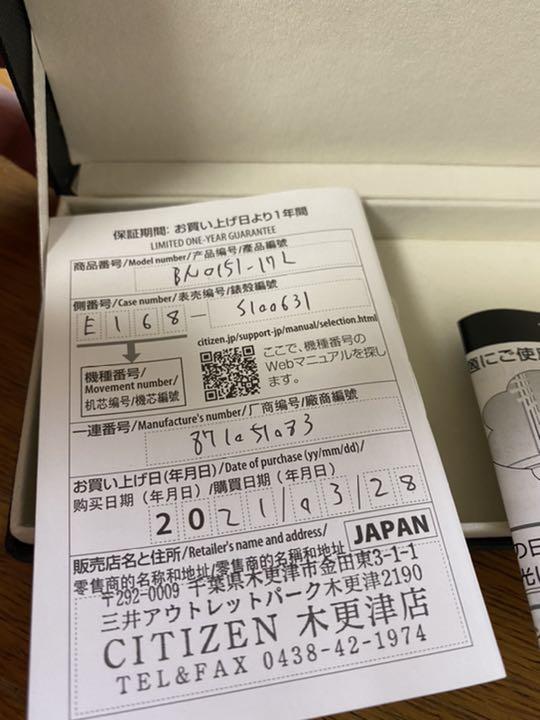 保証期間: お買い上げ日より1年間
LIMITED ONE-YEAR GUARANTEE
商品番号/Model number/产品编号/產品編號
BN0151-17L
側番号/Case number/表壳编号/錶殼編號
E168-S100631
citizen.jp/support-jp/manual/selection.html
機種番号/
Movement number/
机芯编号/機芯編號
ここで、機種番号の
Webマニュアルを探し
ます。
一連番号/Manufacture's number/厂商编号/廠商編號
871051033
お買い上げ日(年月日)/Date of purchase (yy/mm/dd)/
购买日期（年月日）/購買日期（年月日）
2021/03/28
販売店名と住所/Retailer's name and address/
JAPAN
零售商的名称和地址/零售商的名稱和地址
〒292-0009 千葉県木更津市金田東3-1-1
三井アウトレットパーク木更津2190
CITIZEN 木更津店
TEL&FAX 0438-42-1974
にご使
の日